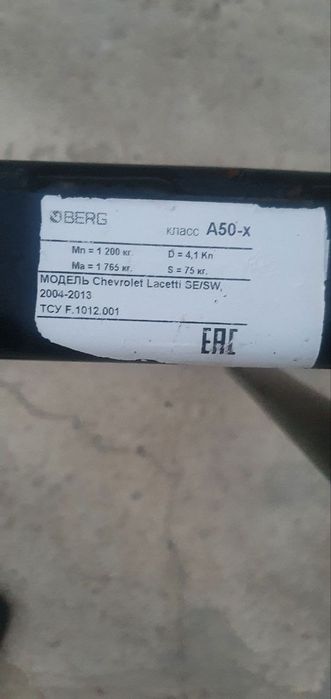 BERG
класс A50-x
Mn = 1 200 кг. D = 4,1 Kn
Ma = 1 765 кг. S = 75 кг.
МОДЕЛЬ Chevrolet Lacetti SE/SW,
2004-2013
ТСУ F.1012.001
EAC